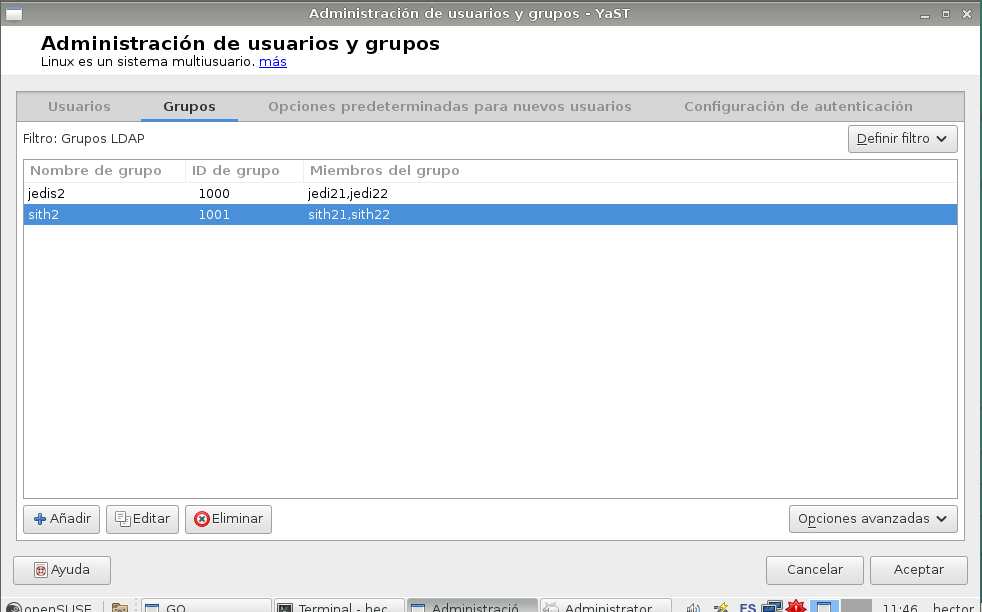 Administración de usuarios y grupos - YaST
Administración de usuarios y grupos
Linux es un sistema multiusuario. más
Usuarios Grupos Opciones predeterminadas para nuevos usuarios Configuración de autenticación
Filtro: Grupos LDAP Definir filtro
Nombre de grupo ID de grupo Miembros del grupo
jedis2 1000 jedi21,jedi22
sith2 1001 sith21,sith22
Añadir Editar Eliminar Opciones avanzadas
Ayuda Cancelar Aceptar
openSUSE GO Terminal - hec Administració Administrator ES 11:46 hector